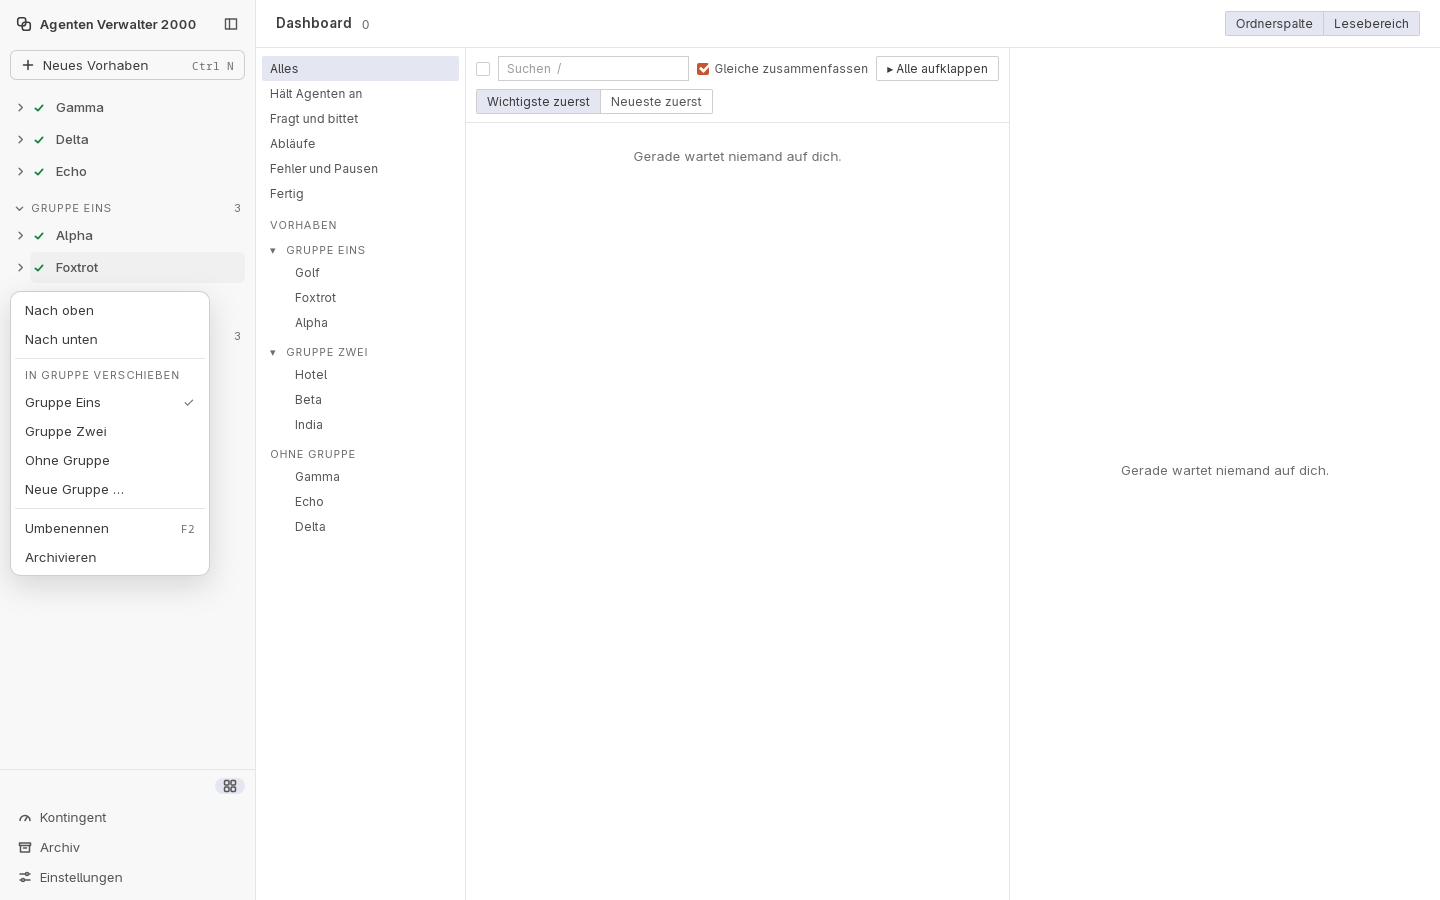 Agenten Verwalter 2000
Neues Vorhaben Ctrl N
Gamma
Delta
Echo
GRUPPE EINS 3
Alpha
Foxtrot
3
Nach oben
Nach unten
IN GRUPPE VERSCHIEBEN
Gruppe Eins
Gruppe Zwei
Ohne Gruppe
Neue Gruppe …
Umbenennen F2
Archivieren
Kontingent
Archiv
Einstellungen
Dashboard 0
Ordnerspalte Lesebereich
Alles
Hält Agenten an
Fragt und bittet
Abläufe
Fehler und Pausen
Fertig
VORHABEN
GRUPPE EINS
Golf
Foxtrot
Alpha
GRUPPE ZWEI
Hotel
Beta
India
OHNE GRUPPE
Gamma
Echo
Delta
Suchen / Gleiche zusammenfassen ▸ Alle aufklappen
Wichtigste zuerst Neueste zuerst
Gerade wartet niemand auf dich.
Gerade wartet niemand auf dich.